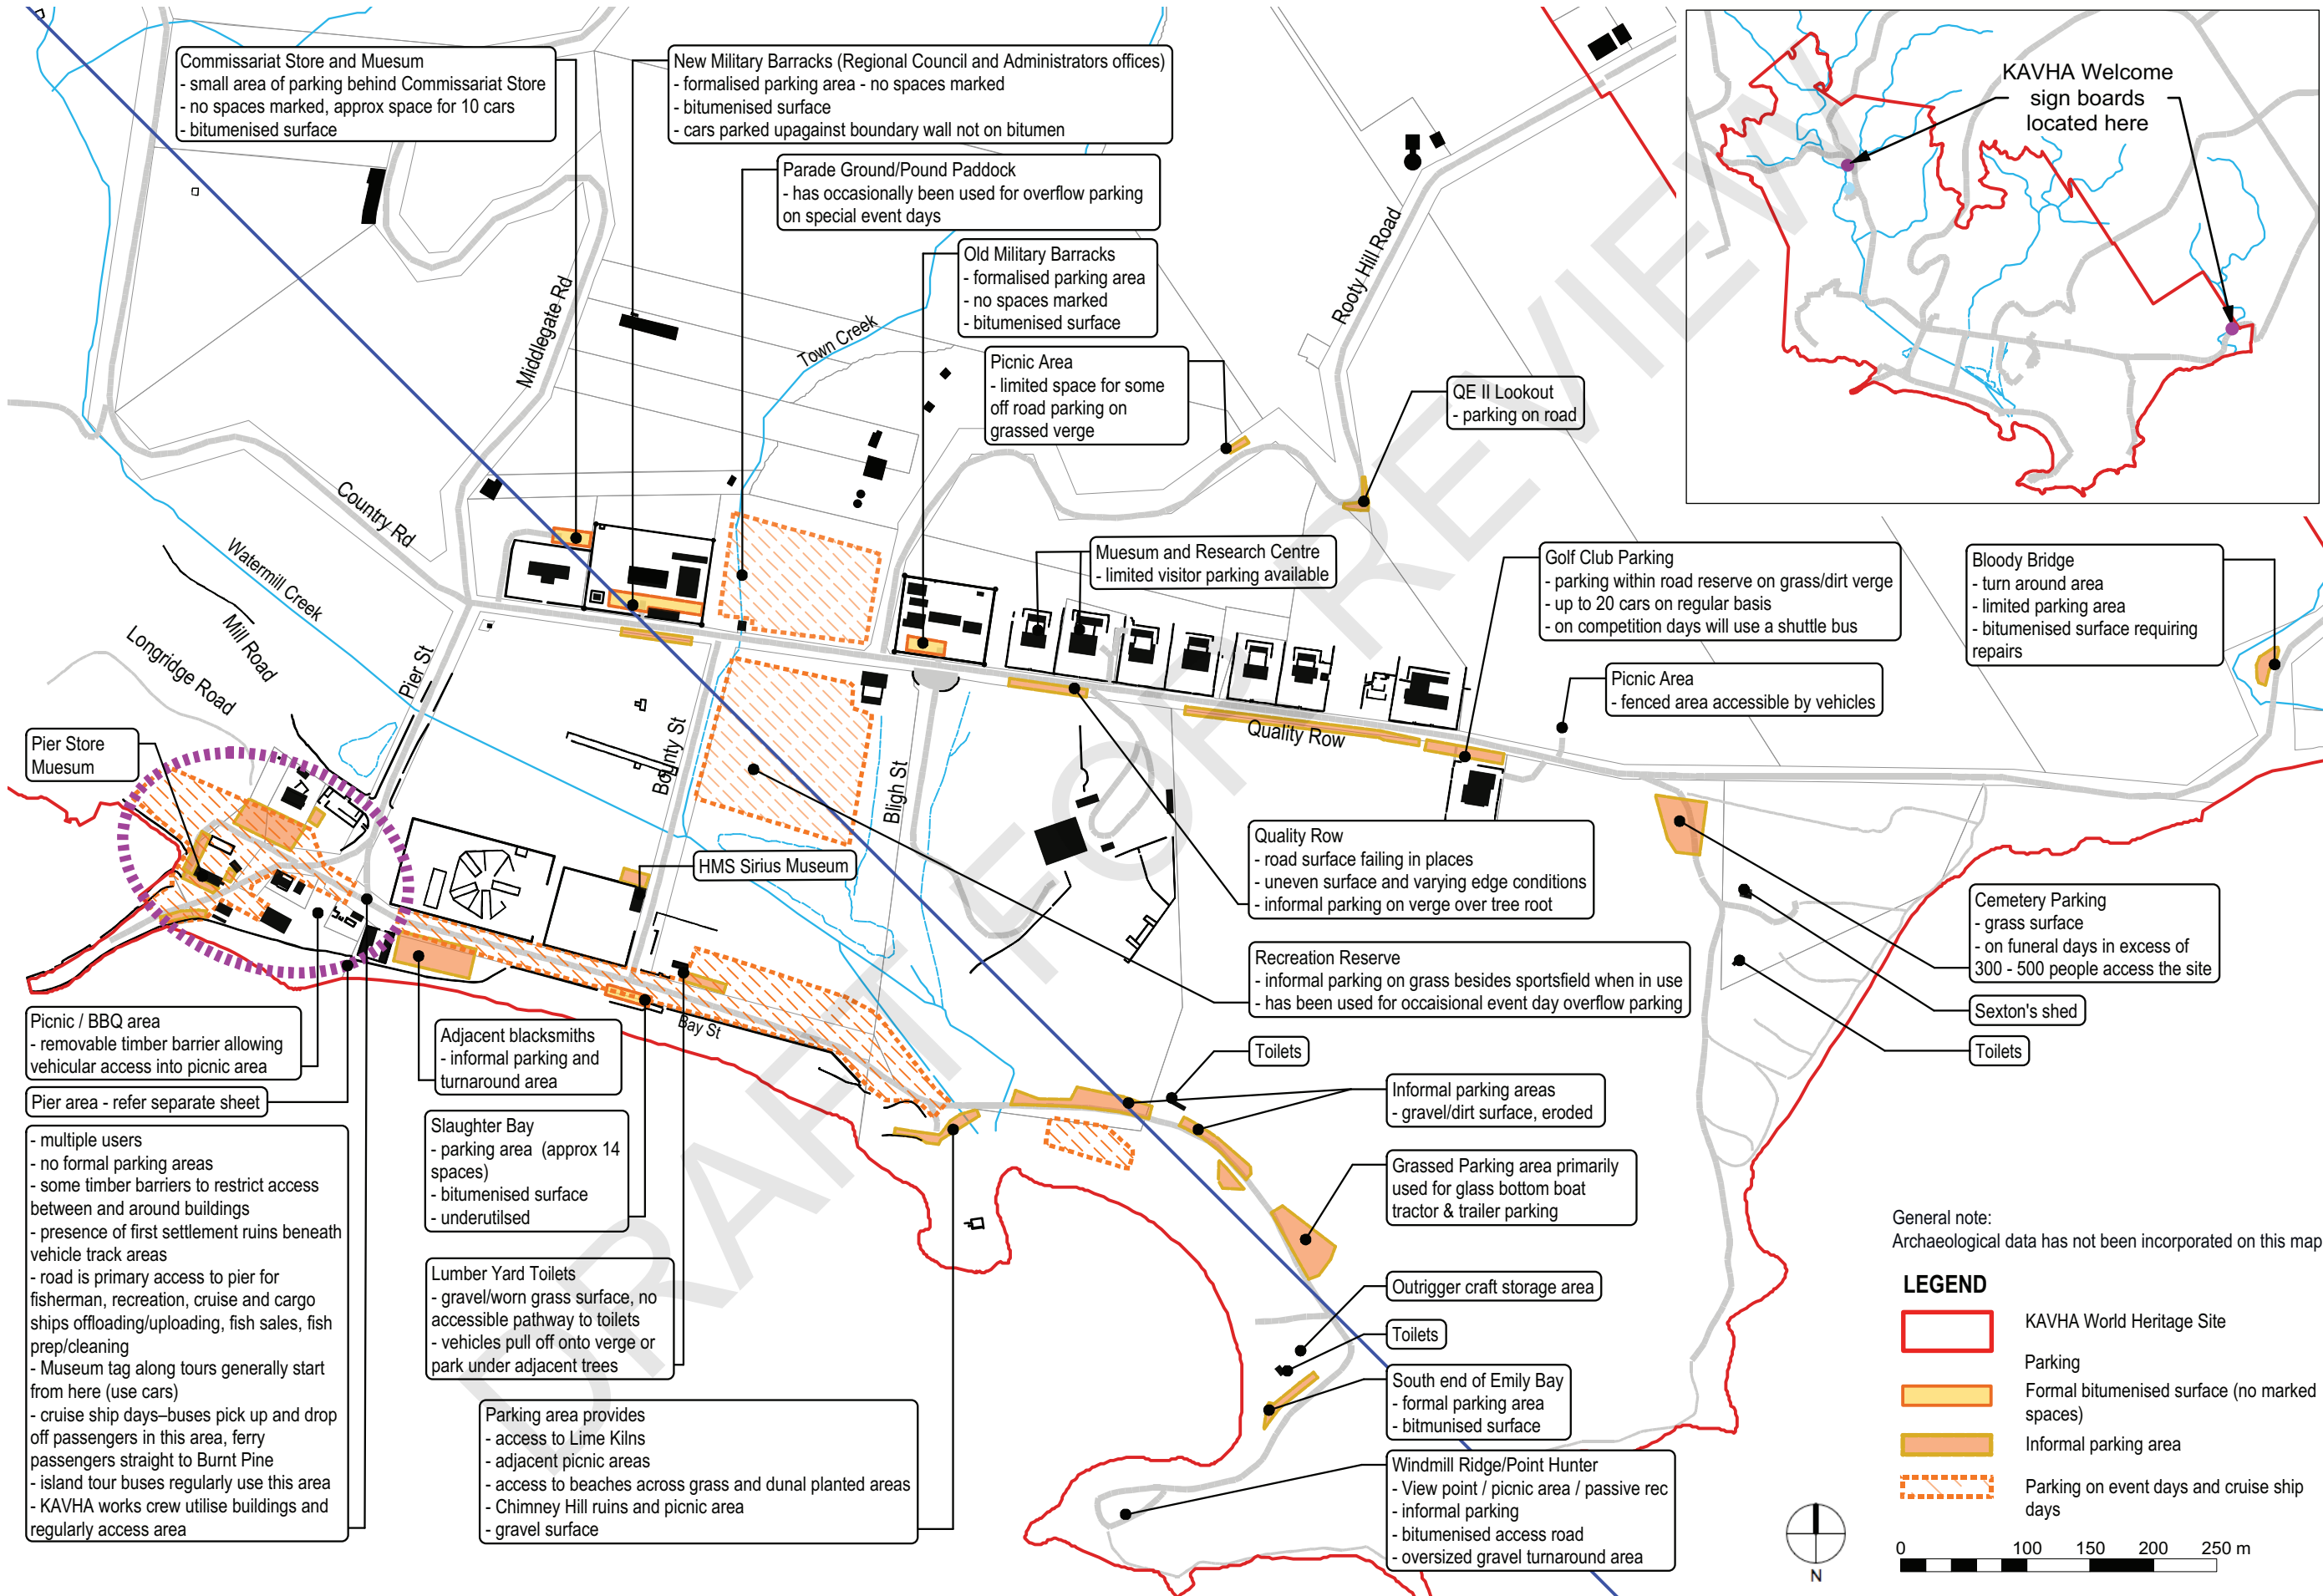 Commissariat Store and Muesum
- small area of parking behind Commissariat Store
- no spaces marked, approx space for 10 cars
- bitumenised surface
New Military Barracks (Regional Council and Administrators offices)
- formalised parking area - no spaces marked
- bitumenised surface
- cars parked upagainst boundary wall not on bitumen
Parade Ground/Pound Paddock
- has occasionally been used for overflow parking
on special event days
Old Military Barracks
- formalised parking area
- no spaces marked
- bitumenised surface
Picnic Area
- limited space for some
off road parking on
grassed verge
QE II Lookout
- parking on road
KAVHA Welcome
sign boards
located here
Rooty Hill Road
Middlegate Rd
Town Creek
Country Rd
Watermill Creek
Mill Road
Longridge Road
Pier St
Bounty St
Bligh St
Quality Row
Bay St
Muesum and Research Centre
- limited visitor parking available
Golf Club Parking
- parking within road reserve on grass/dirt verge
- up to 20 cars on regular basis
- on competition days will use a shuttle bus
Bloody Bridge
- turn around area
- limited parking area
- bitumenised surface requiring
repairs
Picnic Area
- fenced area accessible by vehicles
Pier Store
Muesum
HMS Sirius Museum
Quality Row
- road surface failing in places
- uneven surface and varying edge conditions
- informal parking on verge over tree root
Cemetery Parking
- grass surface
- on funeral days in excess of
300 - 500 people access the site
Recreation Reserve
- informal parking on grass besides sportsfield when in use
- has been used for occaisional event day overflow parking
Sexton's shed
Toilets
Toilets
Picnic / BBQ area
- removable timber barrier allowing
vehicular access into picnic area
Adjacent blacksmiths
- informal parking and
turnaround area
Pier area - refer separate sheet
Informal parking areas
- gravel/dirt surface, eroded
Slaughter Bay
- parking area (approx 14
spaces)
- bitumenised surface
- underutilsed
- multiple users
- no formal parking areas
- some timber barriers to restrict access
between and around buildings
- presence of first settlement ruins beneath
vehicle track areas
- road is primary access to pier for
fisherman, recreation, cruise and cargo
ships offloading/uploading, fish sales, fish
prep/cleaning
- Museum tag along tours generally start
from here (use cars)
- cruise ship days–buses pick up and drop
off passengers in this area, ferry
passengers straight to Burnt Pine
- island tour buses regularly use this area
- KAVHA works crew utilise buildings and
regularly access area
Grassed Parking area primarily
used for glass bottom boat
tractor & trailer parking
Lumber Yard Toilets
- gravel/worn grass surface, no
accessible pathway to toilets
- vehicles pull off onto verge or
park under adjacent trees
Outrigger craft storage area
Toilets
South end of Emily Bay
- formal parking area
- bitmunised surface
Parking area provides
- access to Lime Kilns
- adjacent picnic areas
- access to beaches across grass and dunal planted areas
- Chimney Hill ruins and picnic area
- gravel surface
Windmill Ridge/Point Hunter
- View point / picnic area / passive rec
- informal parking
- bitumenised access road
- oversized gravel turnaround area
General note:
Archaeological data has not been incorporated on this map
LEGEND
KAVHA World Heritage Site
Parking
Formal bitumenised surface (no marked
spaces)
Informal parking area
Parking on event days and cruise ship
days
0 100 150 200 250 m
N
DRAFT FOR REVIEW